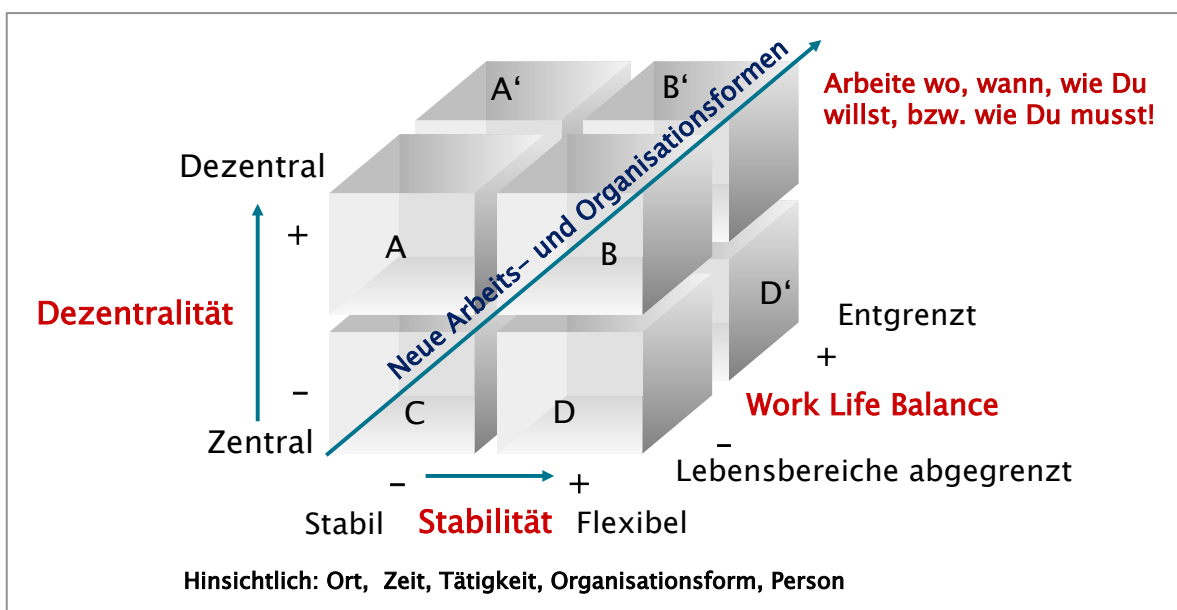 A‘
B‘
Arbeite wo, wann, wie Du
willst, bzw. wie Du musst!
Neue Arbeits- und Organisationsformen
Dezentral
+
A
B
Dezentralität
D‘
Entgrenzt
+
–
C
D
Work Life Balance
Zentral
–
Lebensbereiche abgegrenzt
–
+
Stabil
Stabilität
Flexibel
Hinsichtlich: Ort, Zeit, Tätigkeit, Organisationsform, Person